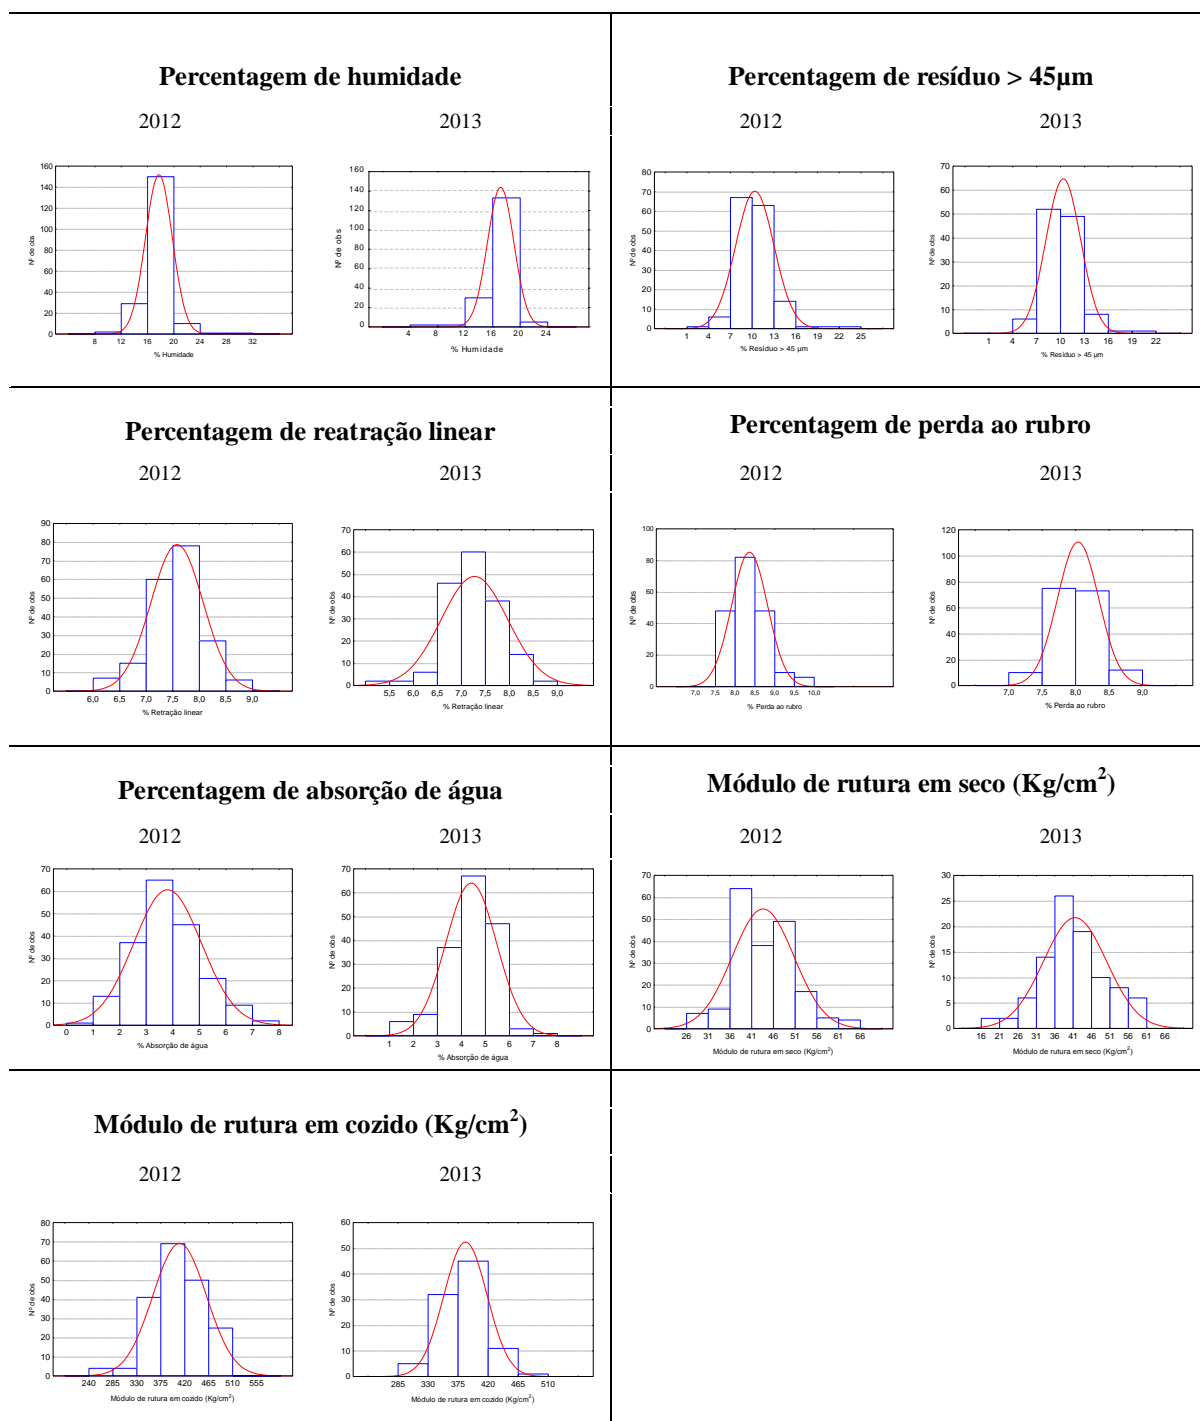 Percentagem de humidade
2012
2013
160
140
120
100
80
60
40
20
0
Nº de obs
8 12 16 20 24 28 32
% Humidade
160
140
120
100
80
60
40
20
0
Nº de obs
4 8 12 16 20 24
% Humidade
Percentagem de resíduo > 45µm
2012
2013
80
70
60
50
40
30
20
10
0
Nº de obs
1 4 7 10 13 16 19 22 25
% Resíduo > 45 µm
70
60
50
40
30
20
10
0
Nº de obs
1 4 7 10 13 16 19 22
% Resíduo > 45 µm
Percentagem de reatração linear
2012
2013
90
80
70
60
50
40
30
20
10
0
Nº de obs
6,0 6,5 7,0 7,5 8,0 8,5 9,0
% Retração linear
70
60
50
40
30
20
10
0
Nº de obs
5,5 6,0 6,5 7,0 7,5 8,0 8,5 9,0
% Retração linear
Percentagem de perda ao rubro
2012
2013
100
80
60
40
20
0
Nº de obs
7,0 7,5 8,0 8,5 9,0 9,5 10,0
% Perda ao rubro
120
100
80
60
40
20
0
Nº de obs
7,0 7,5 8,0 8,5 9,0
% Perda ao rubro
Percentagem de absorção de água
2012
2013
70
60
50
40
30
20
10
0
Nº de obs
0 1 2 3 4 5 6 7 8
% Absorção de água
70
60
50
40
30
20
10
0
Nº de obs
1 2 3 4 5 6 7 8
% Absorção de água
Módulo de rutura em seco (Kg/cm²)
2012
2013
70
60
50
40
30
20
10
0
Nº de obs
26 31 36 41 46 51 56 61 66
Módulo de rutura em seco (Kg/cm²)
30
25
20
15
10
5
0
Nº de obs
16 21 26 31 36 41 46 51 56 61 66
Módulo de rutura em seco (Kg/cm²)
Módulo de rutura em cozido (Kg/cm²)
2012
2013
80
70
60
50
40
30
20
10
0
Nº de obs
240 285 330 375 420 465 510 555
Módulo de rutura em cozido (Kg/cm²)
60
50
40
30
20
10
0
Nº de obs
285 330 375 420 465 510
Módulo de rutura em cozido (Kg/cm²)